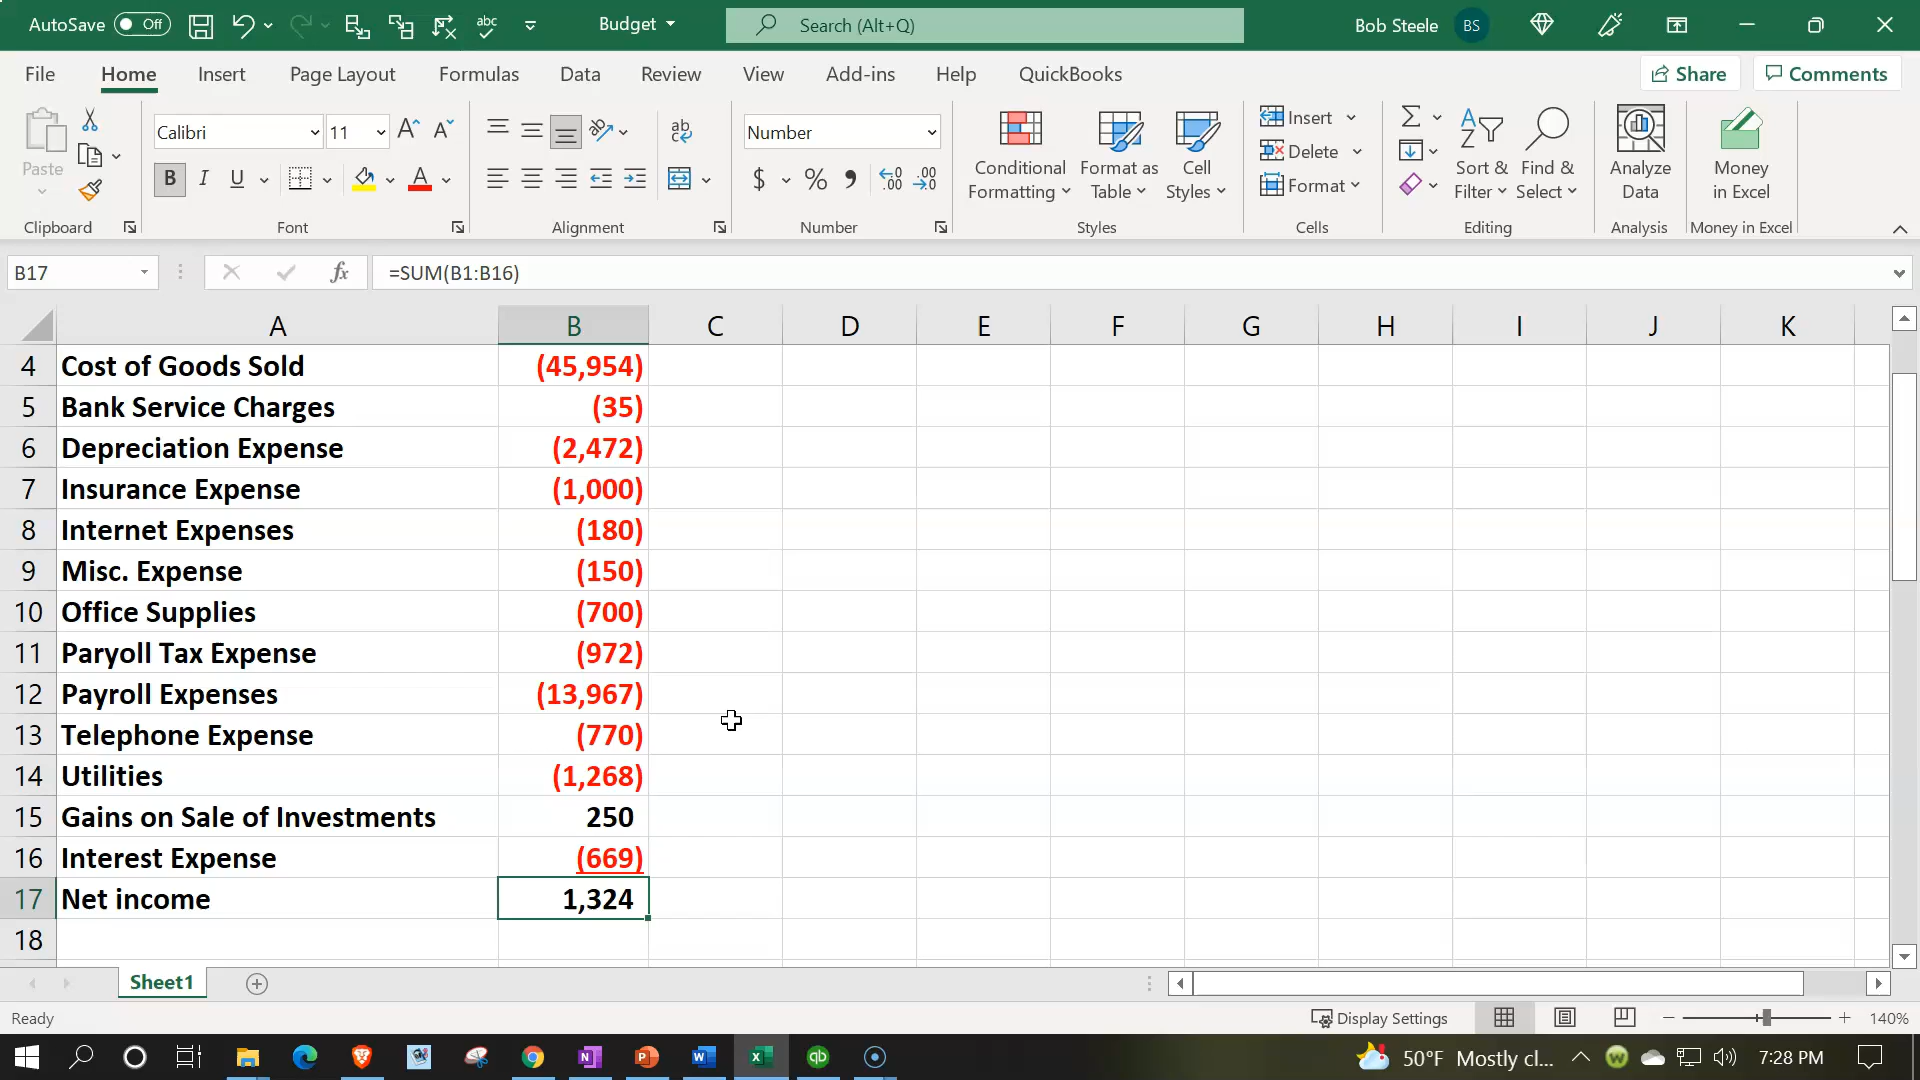 AutoSave Off abc Budget Search (Alt+Q) Bob Steele BS
File Home Insert Page Layout Formulas Data Review View Add-ins Help QuickBooks Share Comments
Paste Calibri 11 A A ab Number Conditional Formatting Format as Table Cell Styles Insert Delete Format Sort & Filter Find & Select Analyze Data Money in Excel
B I U A $ % 9 .00
Clipboard Font Alignment Number Styles Cells Editing Analysis Money in Excel
B17 fx =SUM(B1:B16)
A B C D E F G H I J K
4 Cost of Goods Sold (45,954)
5 Bank Service Charges (35)
6 Depreciation Expense (2,472)
7 Insurance Expense (1,000)
8 Internet Expenses (180)
9 Misc. Expense (150)
10 Office Supplies (700)
11 Paryoll Tax Expense (972)
12 Payroll Expenses (13,967)
13 Telephone Expense (770)
14 Utilities (1,268)
15 Gains on Sale of Investments 250
16 Interest Expense (669)
17 Net income 1,324
18
Sheet1
Ready Display Settings 140%
50°F Mostly cl... 7:28 PM